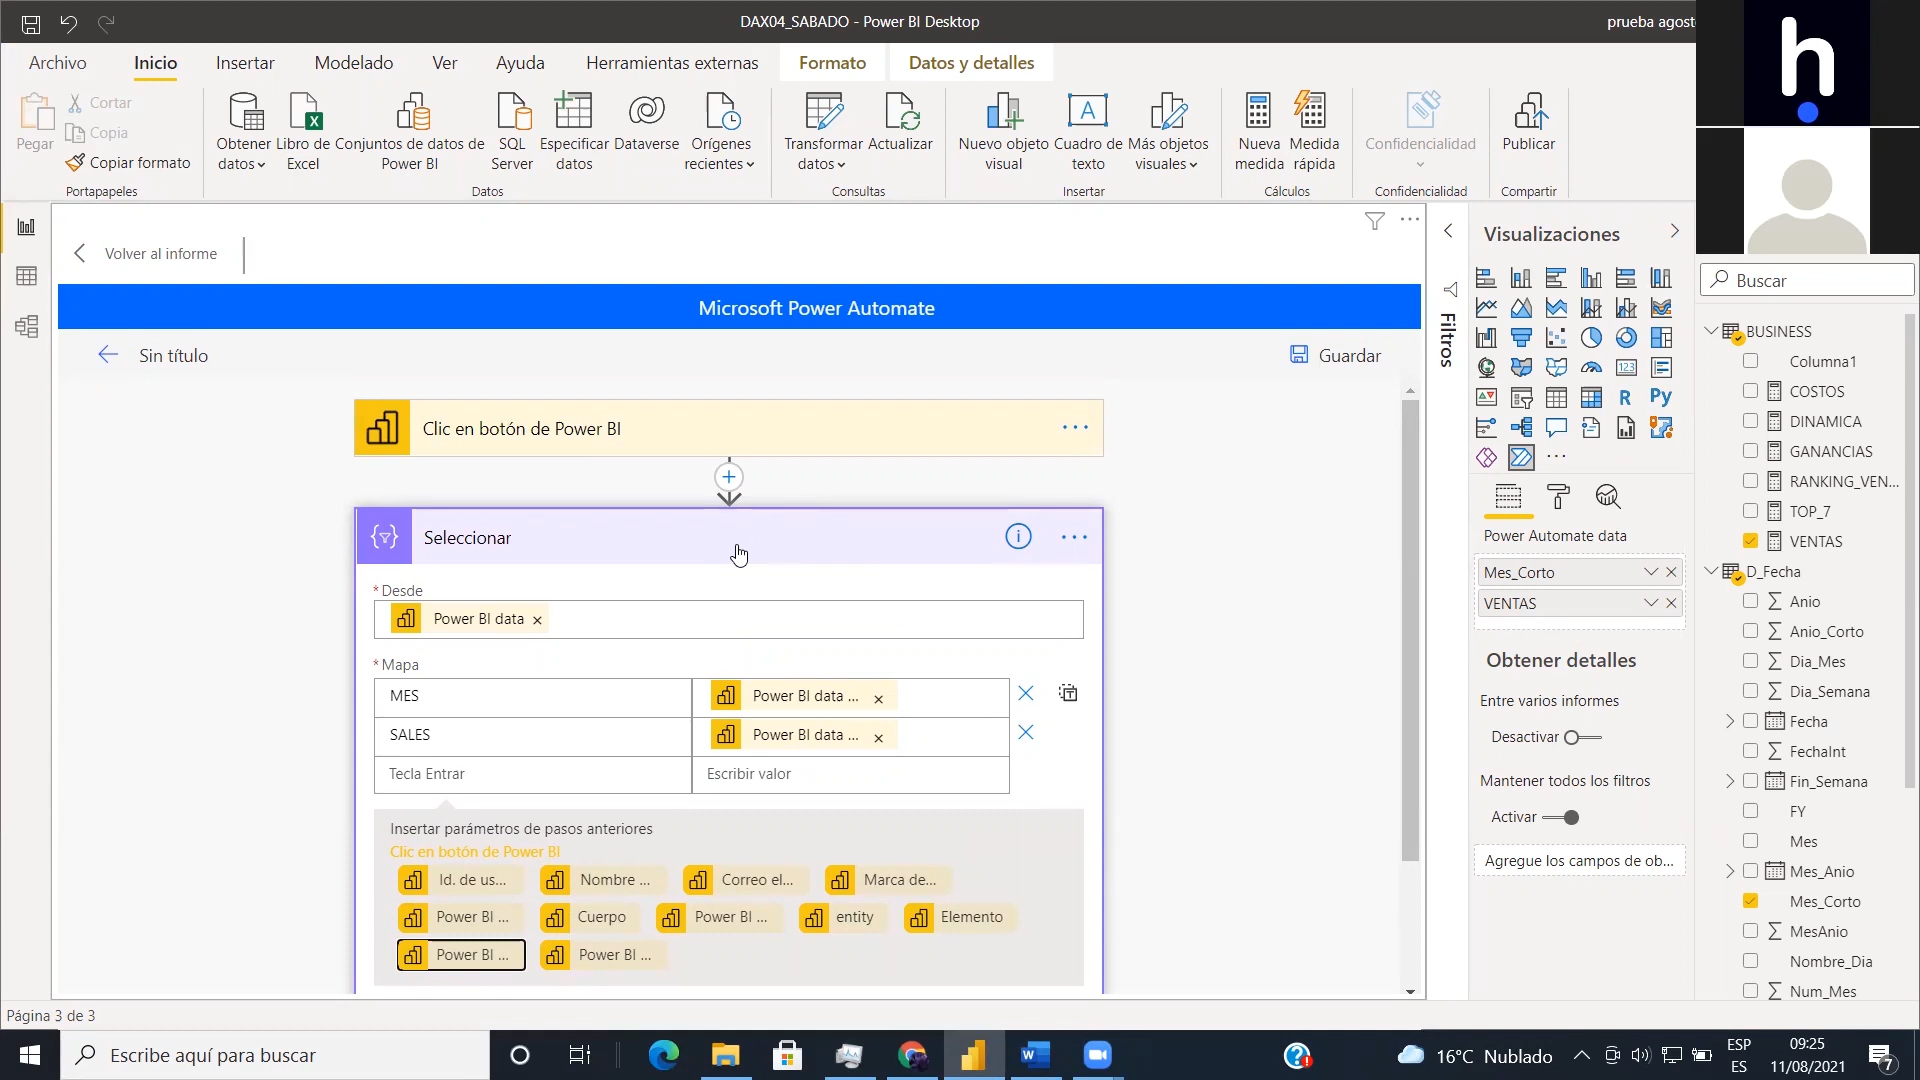 DAX04_SABADO - Power BI Desktop
prueba agost
h
Archivo
Inicio
Insertar
Modelado
Ver
Ayuda
Herramientas externas
Formato
Datos y detalles
Pegar
Cortar
Copia
Copiar formato
Portapapeles
Obtener datos
Libro de Excel
Conjuntos de datos de Power BI
SQL Server
Especificar datos
Dataverse
Orígenes recientes
Datos
Transformar datos
Actualizar
Consultas
Nuevo objeto visual
Cuadro de texto
Más objetos visuales
Insertar
Nueva medida
Medida rápida
Cálculos
Confidencialidad
Confidencialidad
Publicar
Compartir
Volver al informe
Microsoft Power Automate
Sin título
Guardar
Clic en botón de Power BI
Seleccionar
* Desde
Power BI data
* Mapa
MES
Power BI data ...
SALES
Power BI data ...
Tecla Entrar
Escribir valor
Insertar parámetros de pasos anteriores
Clic en botón de Power BI
Id. de us...
Nombre ...
Correo el...
Marca de...
Power BI ...
Cuerpo
Power BI ...
entity
Elemento
Power BI ...
Power BI ...
Filtros
Visualizaciones
123
R
Py
Power Automate data
Mes_Corto
VENTAS
Obtener detalles
Entre varios informes
Desactivar
Mantener todos los filtros
Activar
Agregue los campos de ob...
Buscar
BUSINESS
Columna1
COSTOS
DINAMICA
GANANCIAS
RANKING_VEN...
TOP_7
VENTAS
D_Fecha
Anio
Anio_Corto
Dia_Mes
Dia_Semana
Fecha
FechaInt
Fin_Semana
FY
Mes
Mes_Anio
Mes_Corto
MesAnio
Nombre_Dia
Num_Mes
Página 3 de 3
Escribe aquí para buscar
16°C Nublado
ESP
ES
09:25
11/08/2021
7